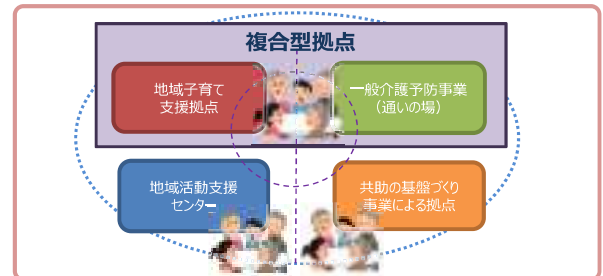 複合型拠点
地域子育て
支援拠点
一般介護予防事業
（通いの場）
地域活動支援
センター
共助の基盤づくり
事業による拠点